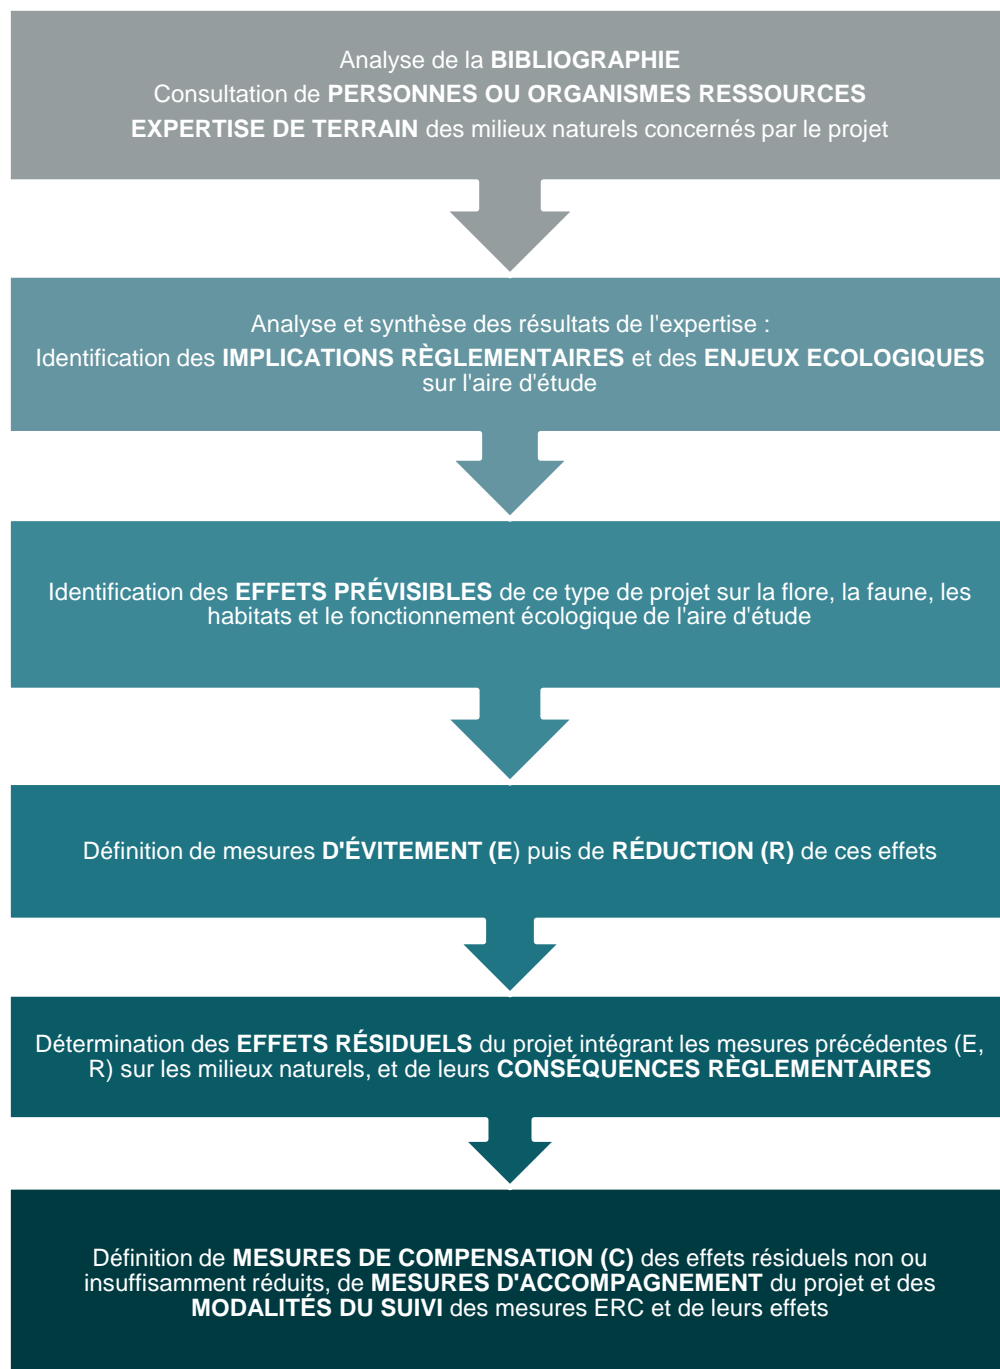 Analyse de la BIBLIOGRAPHIE
Consultation de PERSONNES OU ORGANISMES RESSOURCES
EXPERTISE DE TERRAIN des milieux naturels concernés par le projet
Analyse et synthèse des résultats de l'expertise :
Identification des IMPLICATIONS RÈGLEMENTAIRES et des ENJEUX ECOLOGIQUES
sur l'aire d'étude
Identification des EFFETS PRÉVISIBLES de ce type de projet sur la flore, la faune, les
habitats et le fonctionnement écologique de l'aire d'étude
Définition de mesures D'ÉVITEMENT (E) puis de RÉDUCTION (R) de ces effets
Détermination des EFFETS RÉSIDUELS du projet intégrant les mesures précédentes (E,
R) sur les milieux naturels, et de leurs CONSÉQUENCES RÈGLEMENTAIRES
Définition de MESURES DE COMPENSATION (C) des effets résiduels non ou
insuffisamment réduits, de MESURES D'ACCOMPAGNEMENT du projet et des
MODALITÉS DU SUIVI des mesures ERC et de leurs effets